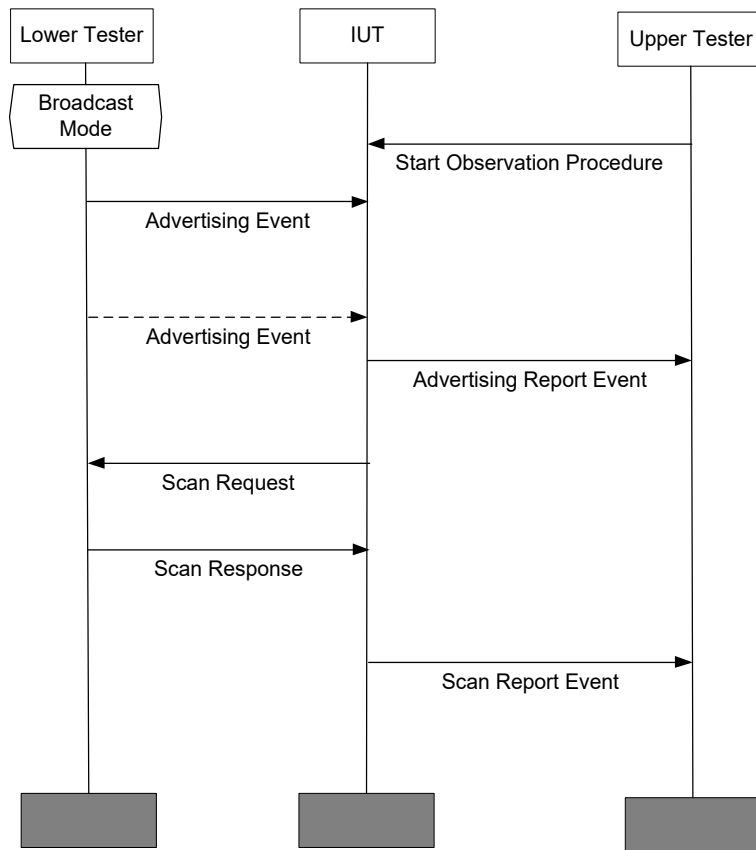 Lower Tester
IUT
Upper Tester
Broadcast
Mode
Start Observation Procedure
Advertising Event
Advertising Event
Advertising Report Event
Scan Request
Scan Response
Scan Report Event